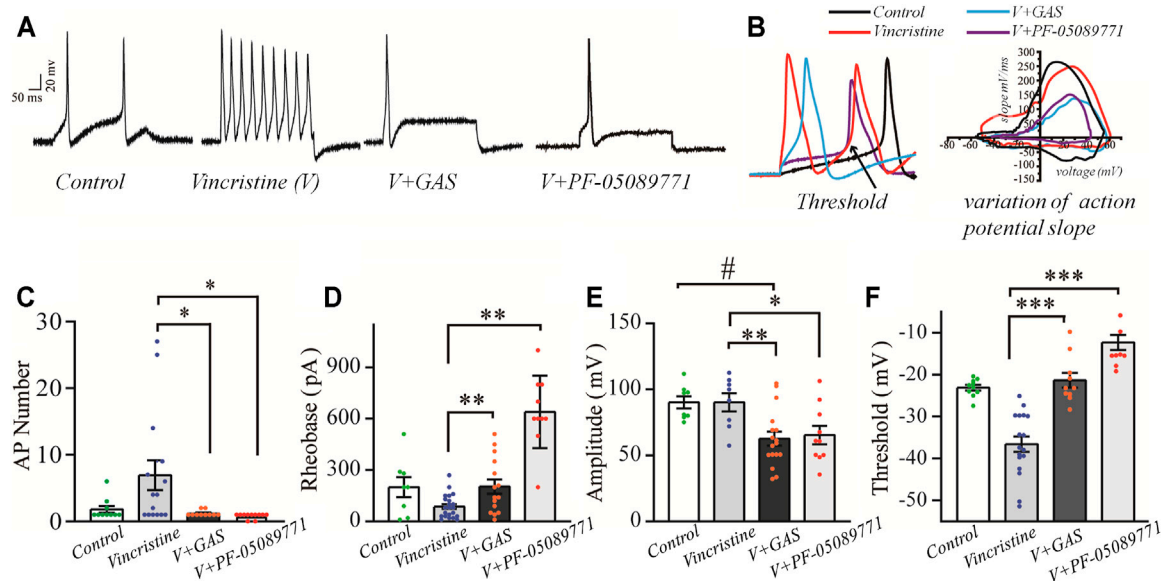 A
20 mv
50 ms
Control
Vincristine (V)
V+GAS
V+PF-05089771
B
Control
V+GAS
Vincristine
V+PF-05089771
Threshold
slope mV/ms
300
250
200
150
100
50
0
-50
-100
-150
-80
-60
-40
-20
0
20
40
60
voltage (mV)
variation of action
potential slope
C
AP Number
30
20
10
0
*
*
Control
Vincristine
V+GAS
V+PF-05089771
D
Rheobase (pA)
900
600
300
0
**
**
Control
Vincristine
V+GAS
V+PF-05089771
E
Amplitude (mV)
150
100
50
0
#
*
**
Control
Vincristine
V+GAS
V+PF-05089771
F
Threshold (mV)
-10
-20
-30
-40
-50
***
***
Control
Vincristine
V+GAS
V+PF-05089771